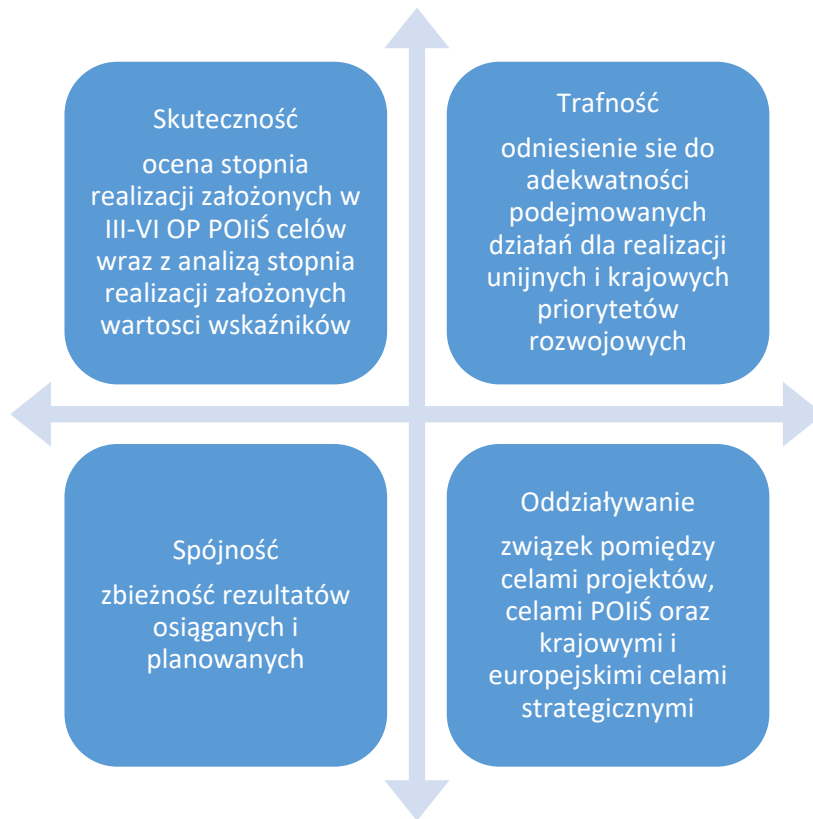 Skuteczność
ocena stopnia
realizacji założonych w
III-VI OP POIiŚ celów
wraz z analizą stopnia
realizacji założonych
wartosci wskaźników
Trafność
odniesienie sie do
adekwatności
podejmowanych
działań dla realizacji
unijnych i krajowych
priorytetów
rozwojowych
Spójność
zbieżność rezultatów
osiąganych i
planowanych
Oddziaływanie
związek pomiędzy
celami projektów,
celami POIiŚ oraz
krajowymi i
europejskimi celami
strategicznymi